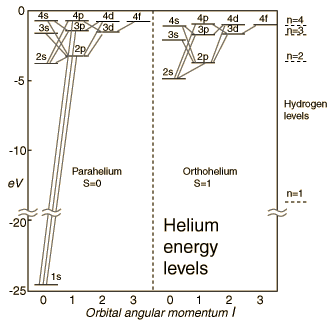 0
4s 4p 4d 4f
3s 3p 3d
2s 2p
4s 4p 4d 4f
3s 3p 3d
2s 2p
n=4
n=3
n=2
-5
Hydrogen
levels
-10
eV
-15
Parahelium
S=0
Orthohelium
S=1
n=1
-20
Helium
energy
levels
1s
-25
0 1 2 3 0 1 2 3
Orbital angular momentum l